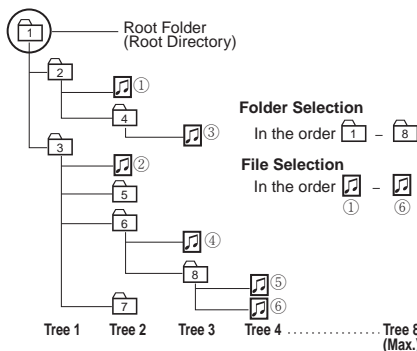 1
Root Folder
(Root Directory)
2
①
4
③
3
②
5
6
④
8
⑤
⑥
7
Folder Selection
In the order 1 – 8
File Selection
In the order –
① ⑥
Tree 1 Tree 2 Tree 3 Tree 4 .............. Tree 8
(Max.)